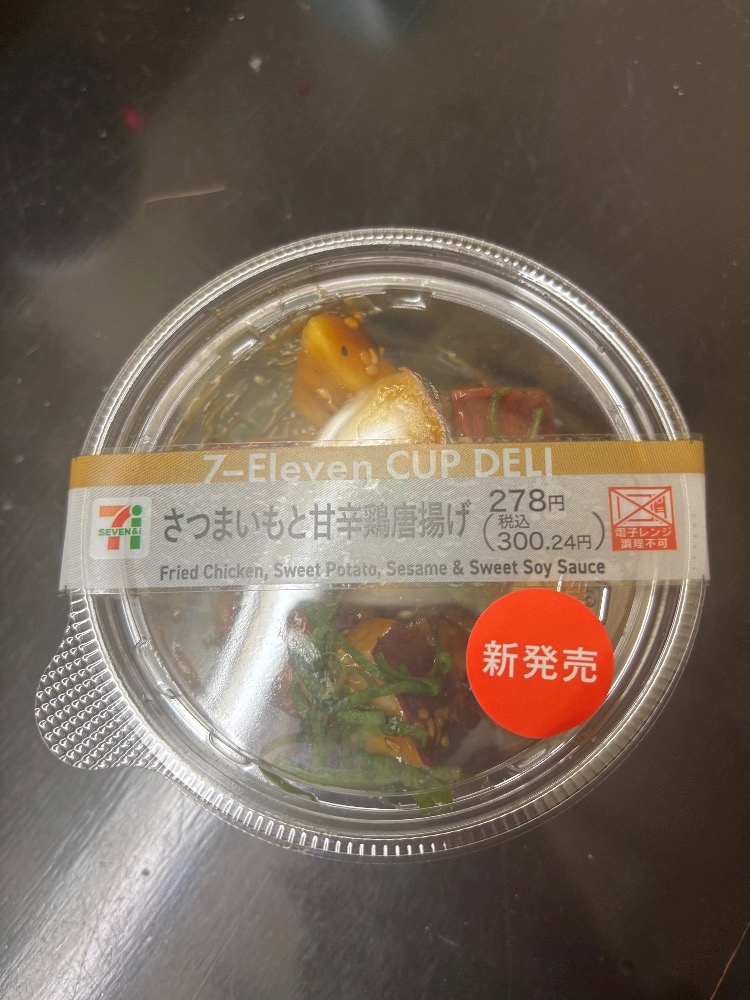 7-Eleven CUP DELI
SEVEN&i
さつまいもと甘辛鶏唐揚げ
278円
(税込
300.24円)
電子レンジ
調理不可
Fried Chicken, Sweet Potato, Sesame & Sweet Soy Sauce
新発売